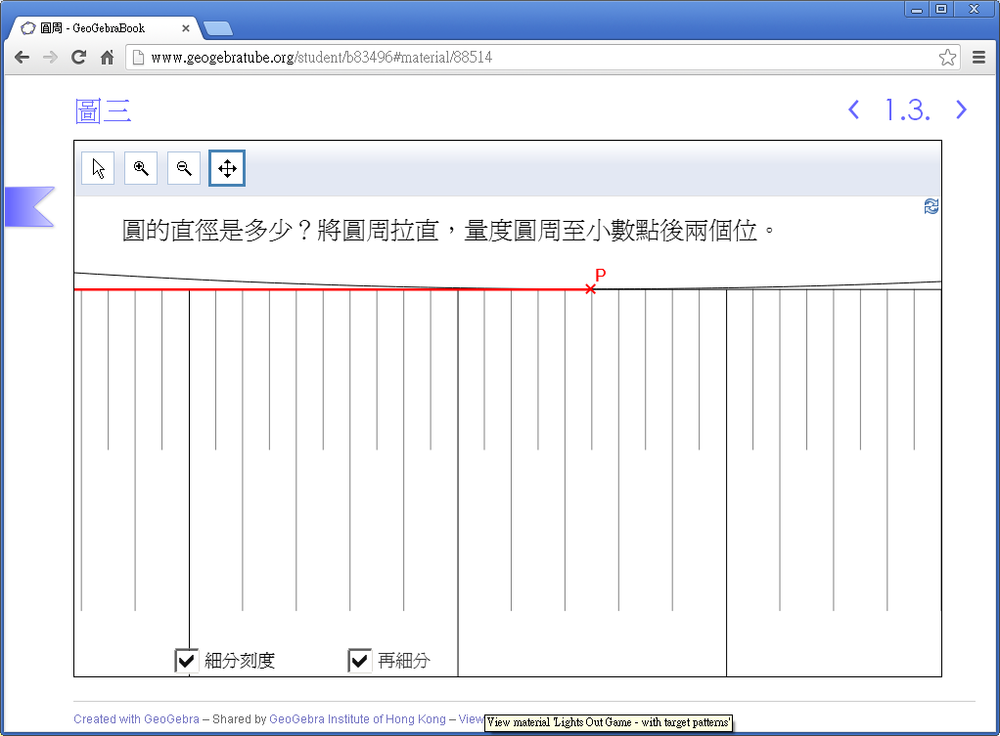 圓周 - GeoGebraBook
www.geogebratube.org/student/b83496#material/88514
圖三
1.3.
圓的直徑是多少？將圓周拉直，量度圓周至小數點後兩個位。
P
細分刻度
再細分
Created with GeoGebra – Shared by GeoGebra Institute of Hong Kong – View
View material 'Lights Out Game - with target patterns'